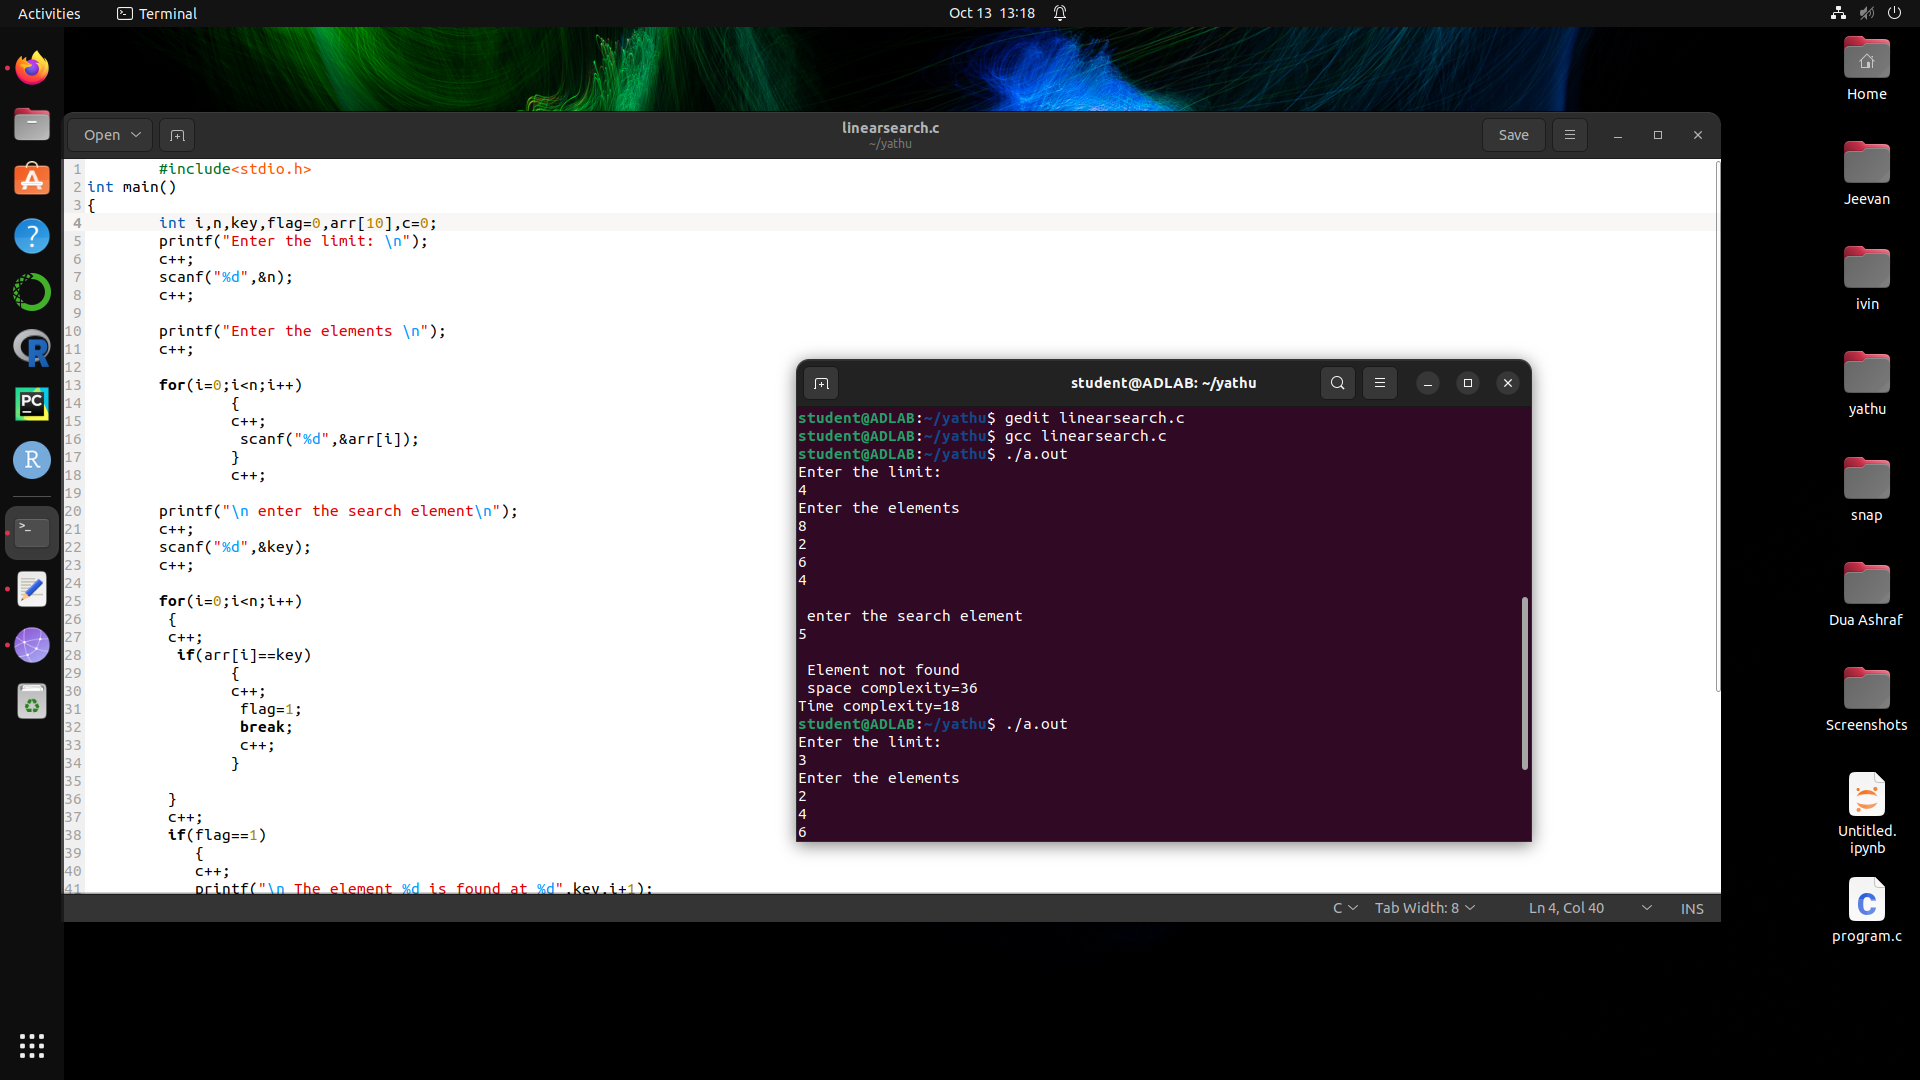 Activities
Terminal
Oct 13 13:18
Open
linearsearch.c
~/yathu
Save
1 #include<stdio.h>
2 int main()
3 {
4 int i,n,key,flag=0,arr[10],c=0;
5 printf("Enter the limit: \n");
6 c++;
7 scanf("%d",&n);
8 c++;
9
10 printf("Enter the elements \n");
11 c++;
12
13 for(i=0;i<n;i++)
14 {
15 c++;
16 scanf("%d",&arr[i]);
17 }
18 c++;
19
20 printf("\n enter the search element\n");
21 c++;
22 scanf("%d",&key);
23 c++;
24
25 for(i=0;i<n;i++)
26 {
27 c++;
28 if(arr[i]==key)
29 {
30 c++;
31 flag=1;
32 break;
33 c++;
34 }
35
36 }
37 c++;
38 if(flag==1)
39 {
40 c++;
41 printf("\n The element %d is found at %d",key,i+1);
C
Tab Width: 8
Ln 4, Col 40
INS
student@ADLAB: ~/yathu
student@ADLAB:~/yathu$ gedit linearsearch.c
student@ADLAB:~/yathu$ gcc linearsearch.c
student@ADLAB:~/yathu$ ./a.out
Enter the limit:
4
Enter the elements
8
2
6
4
enter the search element
5
Element not found
space complexity=36
Time complexity=18
student@ADLAB:~/yathu$ ./a.out
Enter the limit:
3
Enter the elements
2
4
6
Home
Jeevan
ivin
yathu
snap
Dua Ashraf
Screenshots
Untitled.
ipynb
program.c